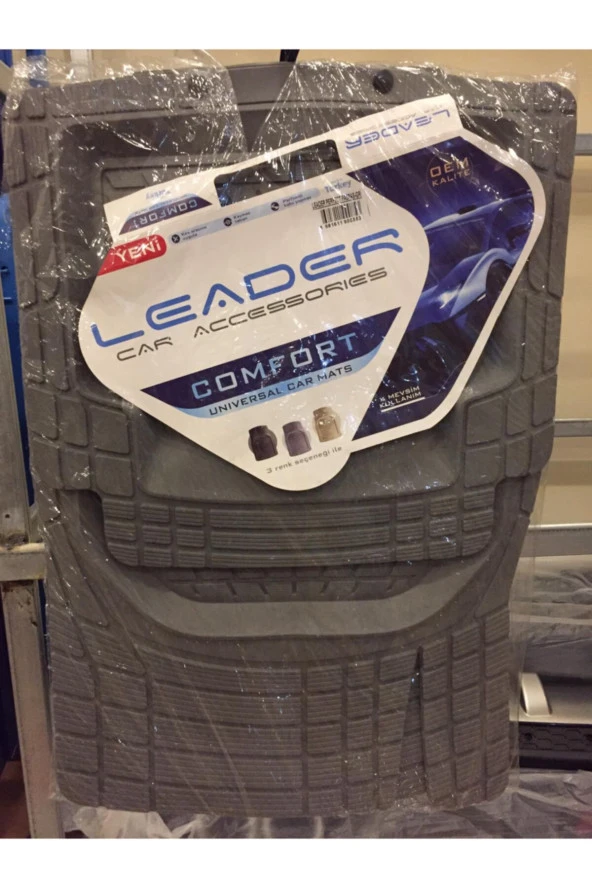 LEADER
OEM
KALİTE
COMFORT
Turkey
YENİ
LEADER
CAR ACCESSORIES
COMFORT
UNIVERSAL CAR MATS
4 MEVSİM
KULLANIM
3 renk seçeneği ile